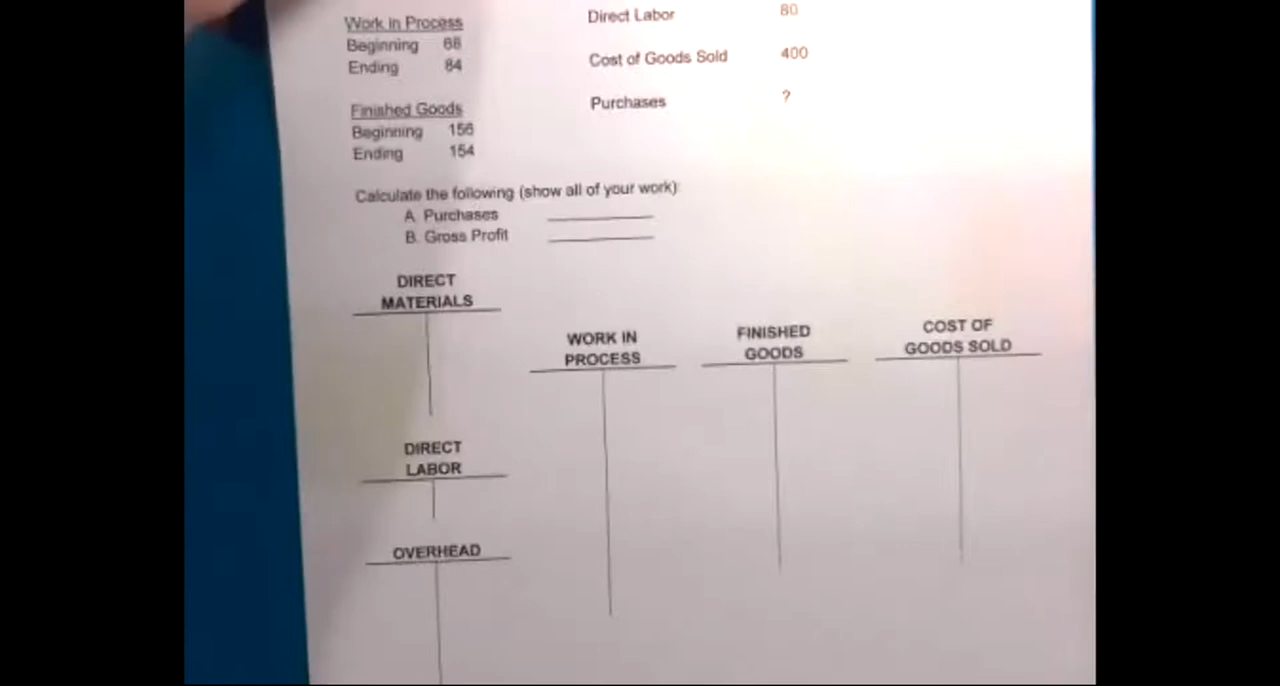 Work in Process
Beginning 68
Ending 84
Finished Goods
Beginning 156
Ending 154
Direct Labor 80
Cost of Goods Sold 400
Purchases ?
Calculate the following (show all of your work):
A. Purchases
B. Gross Profit
DIRECT
MATERIALS
WORK IN
PROCESS
FINISHED
GOODS
COST OF
GOODS SOLD
DIRECT
LABOR
OVERHEAD